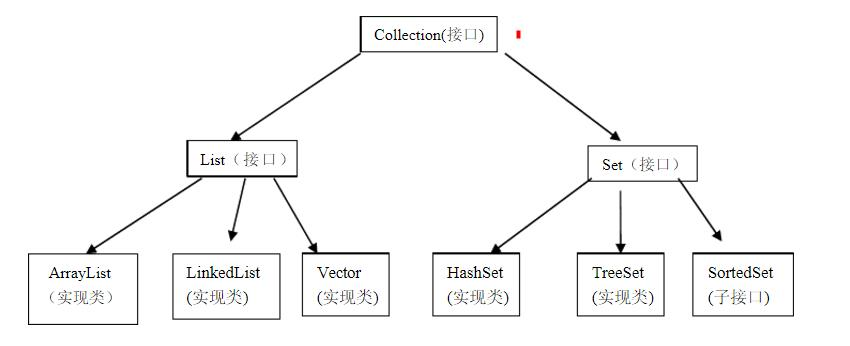 Collection(接口)
List（接口）
Set（接口）
ArrayList
（实现类）
LinkedList
(实现类)
Vector
(实现类)
HashSet
(实现类)
TreeSet
(实现类)
SortedSet
(子接口)